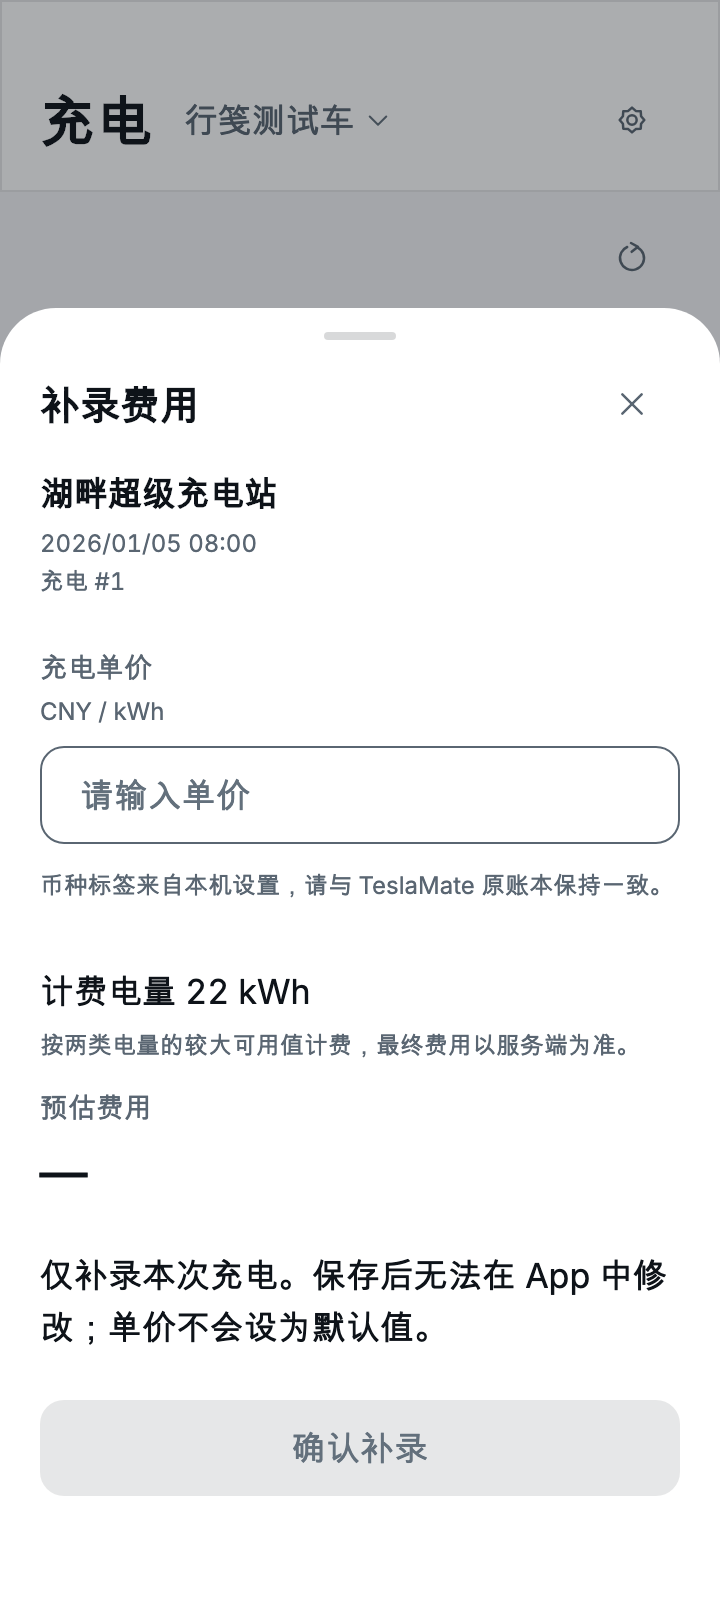 充电 行笺测试车
补录费用
湖畔超级充电站
2026/01/05 08:00
充电 #1
充电单价
CNY / kWh
请输入单价
币种标签来自本机设置，请与 TeslaMate 原账本保持一致。
计费电量 22 kWh
按两类电量的较大可用值计费，最终费用以服务端为准。
预估费用
—
仅补录本次充电。保存后无法在 App 中修
改；单价不会设为默认值。
确认补录